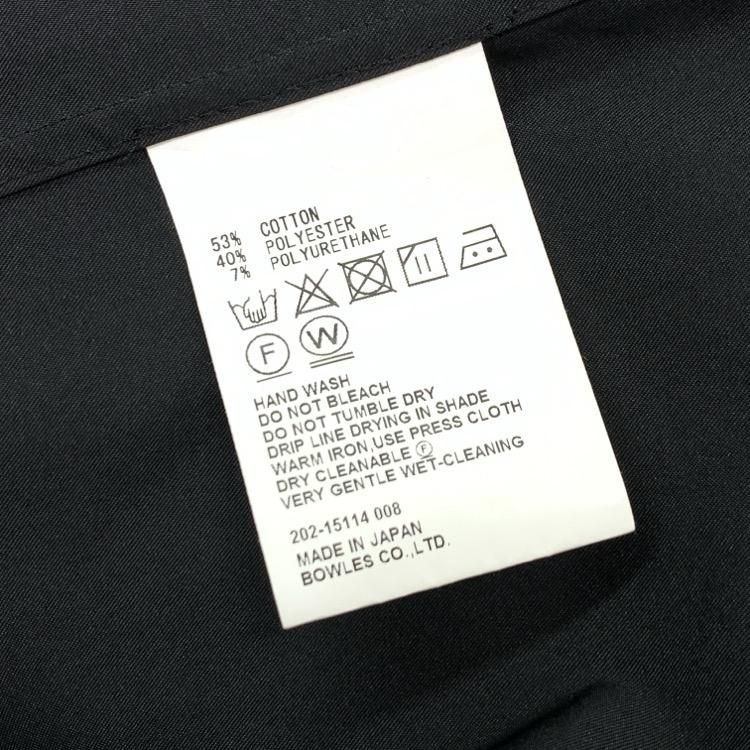 53% COTTON
40% POLYESTER
7% POLYURETHANE
F W
HAND WASH
DO NOT BLEACH
DO NOT TUMBLE DRY
DRIP LINE DRYING IN SHADE
WARM IRON,USE PRESS CLOTH
DRY CLEANABLE Ⓕ
VERY GENTLE WET-CLEANING
202-15114 008
MADE IN JAPAN
BOWLES CO.,LTD.